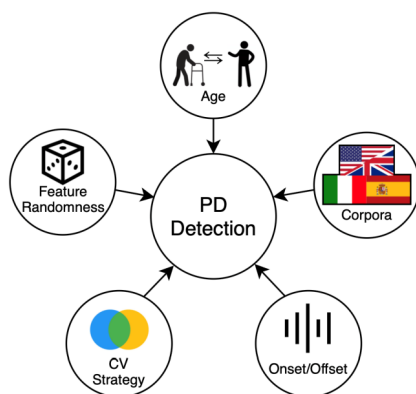 Age
Feature
Randomness
PD
Detection
Corpora
CV
Strategy
Onset/Offset